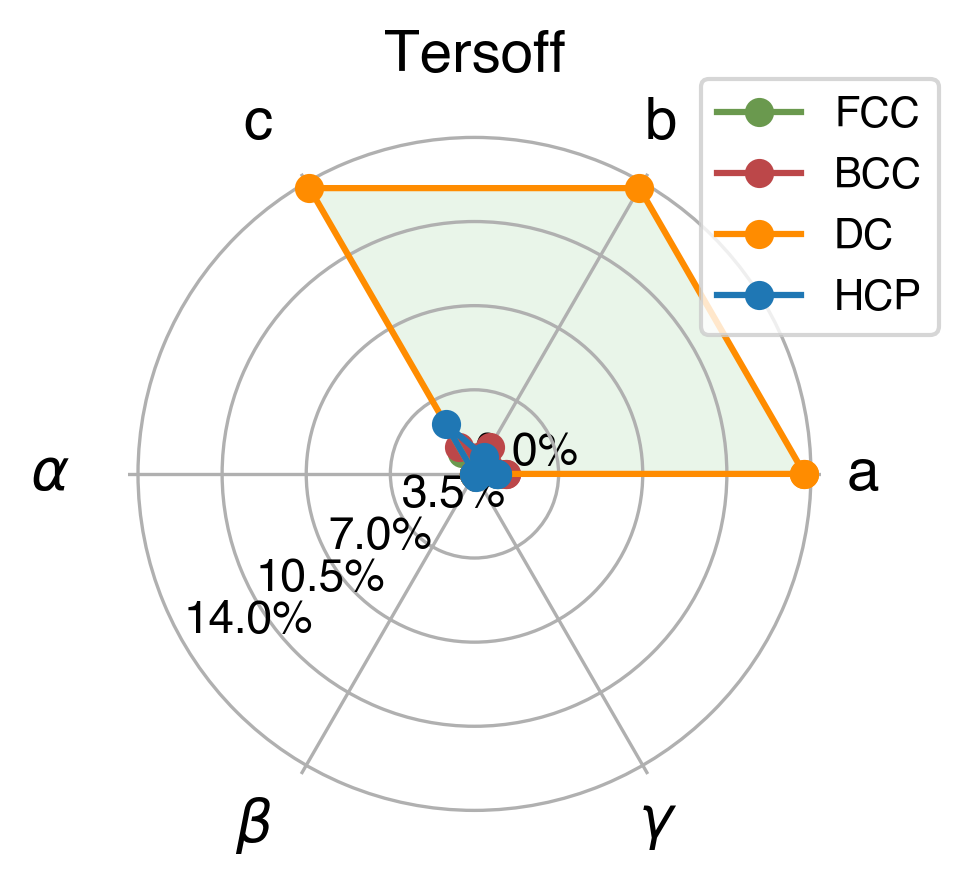 Tersoff
c
b
FCC
BCC
DC
HCP
0%
α
a
3.5%
7.0%
10.5%
14.0%
β
γ